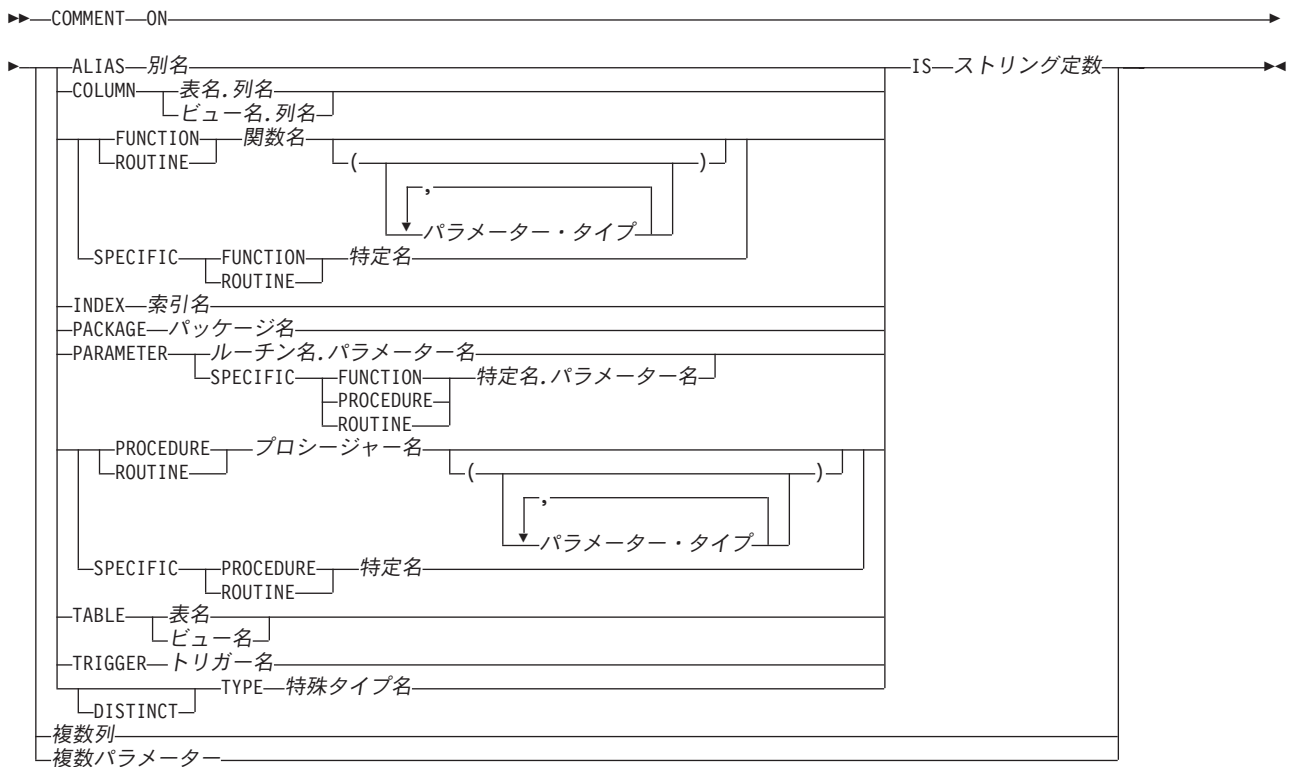 COMMENT ON
ALIAS 別名 IS ストリング定数
COLUMN 表名.列名
ビュー名.列名
FUNCTION 関数名
ROUTINE ( )
,
パラメーター・タイプ
SPECIFIC FUNCTION 特定名
ROUTINE
INDEX 索引名
PACKAGE パッケージ名
PARAMETER ルーチン名.パラメーター名
SPECIFIC FUNCTION 特定名.パラメーター名
PROCEDURE
ROUTINE
PROCEDURE プロシージャー名
ROUTINE ( )
,
パラメーター・タイプ
SPECIFIC PROCEDURE 特定名
ROUTINE
TABLE 表名
ビュー名
TRIGGER トリガー名
TYPE 特殊タイプ名
DISTINCT
複数列
複数パラメーター